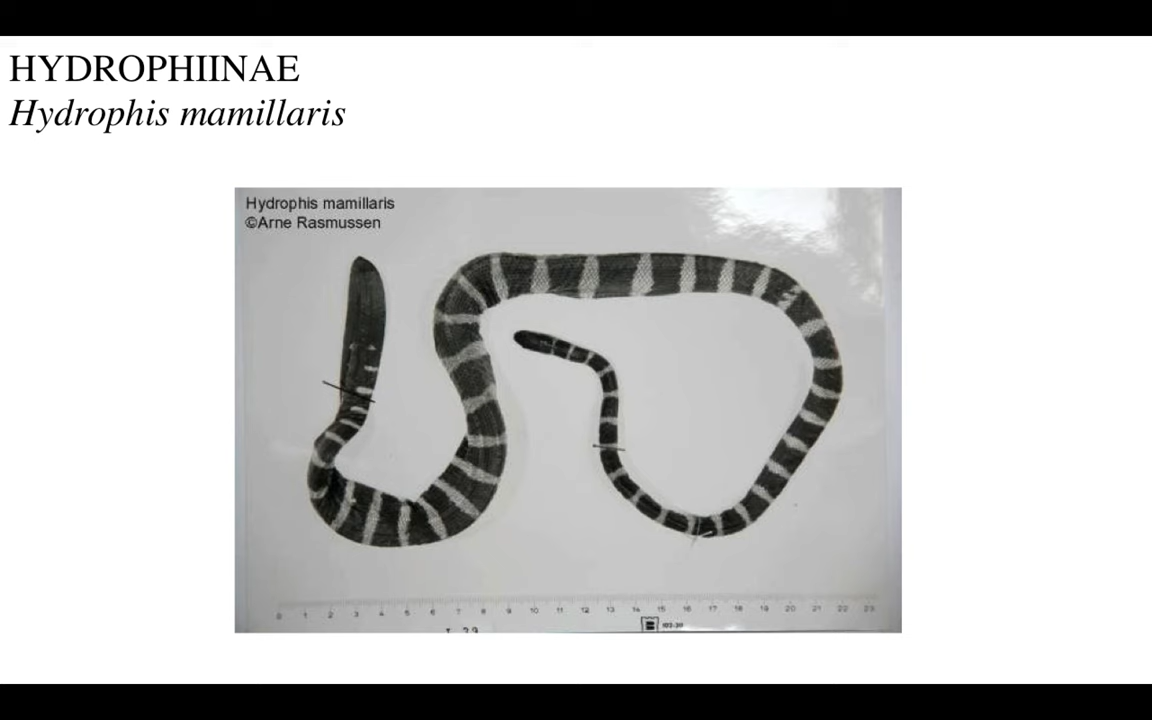 HYDROPHIINAE
Hydrophis mamillaris
Hydrophis mamillaris
©Arne Rasmussen
0 1 2 3 4 5 6 7 8 9 10 11 12 13 14 15 16 17 18 19 20 21 22 23